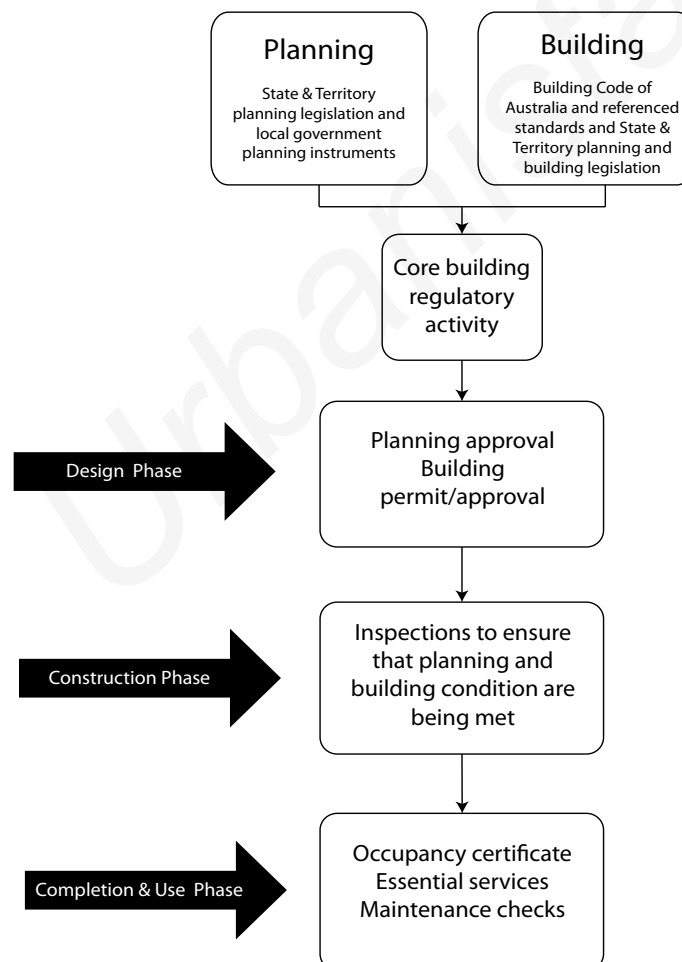 Planning
State & Territory
planning legislation and
local government
planning instruments
Building
Building Code of
Australia and referenced
standards and State &
Territory planning and
building legislation
Core building
regulatory
activity
Design Phase
Planning approval
Building
permit/approval
Construction Phase
Inspections to ensure
that planning and
building condition are
being met
Completion & Use Phase
Occupancy certificate
Essential services
Maintenance checks
Urbanista